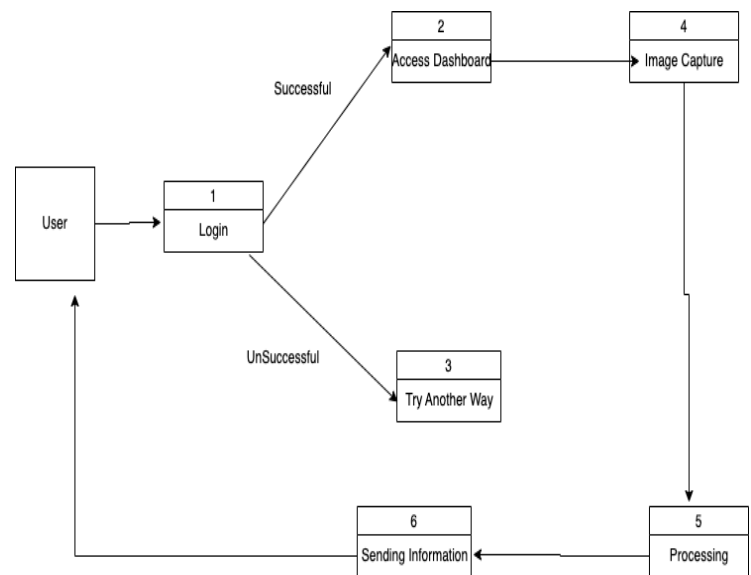 2
Access Dashboard
4
Image Capture
Successful
User
1
Login
UnSuccessful
3
Try Another Way
6
Sending Information
5
Processing